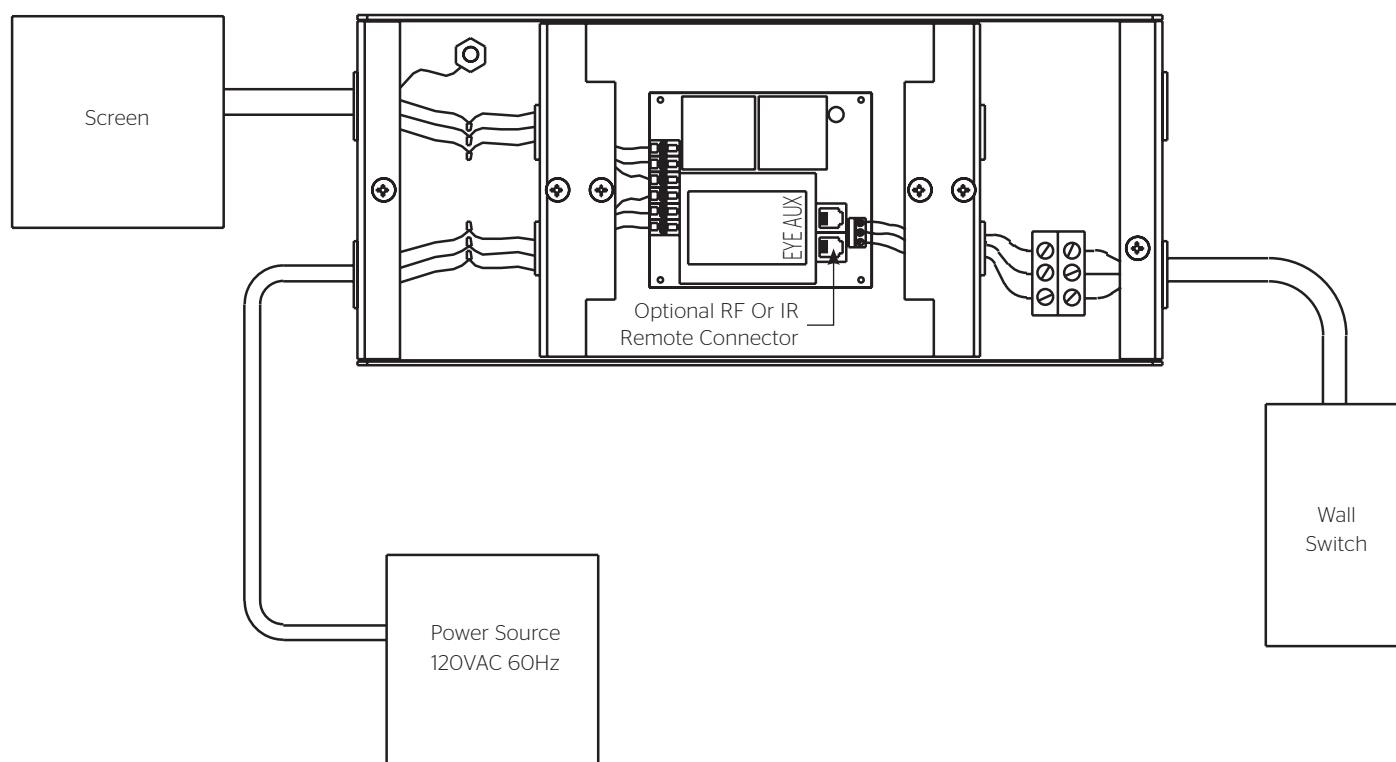 Screen
EYE AUX
Optional RF Or IR
Remote Connector
Wall
Switch
Power Source
120VAC 60Hz